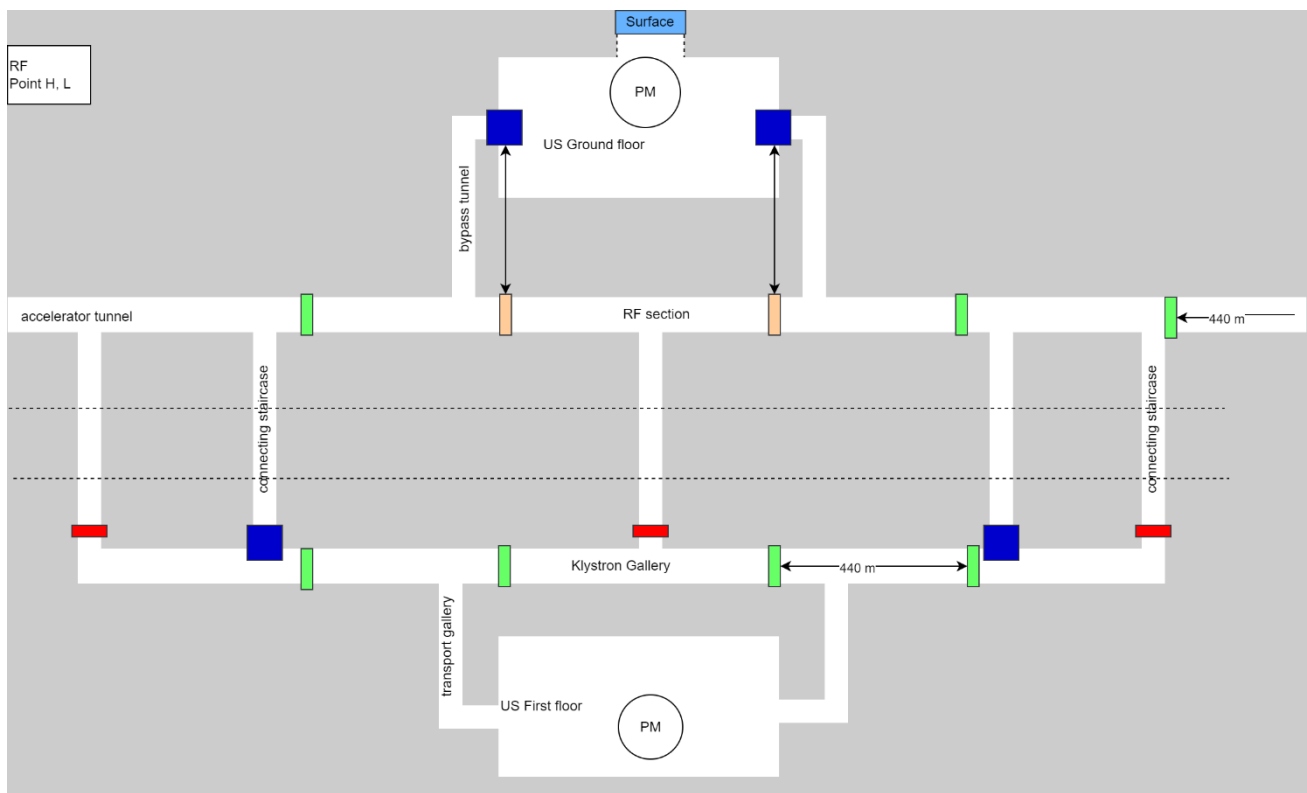 Surface
RF
Point H, L
PM
US Ground floor
bypass tunnel
accelerator tunnel
RF section
440 m
connecting staircase
connecting staircase
Klystron Gallery
440 m
transport gallery
US First floor
PM